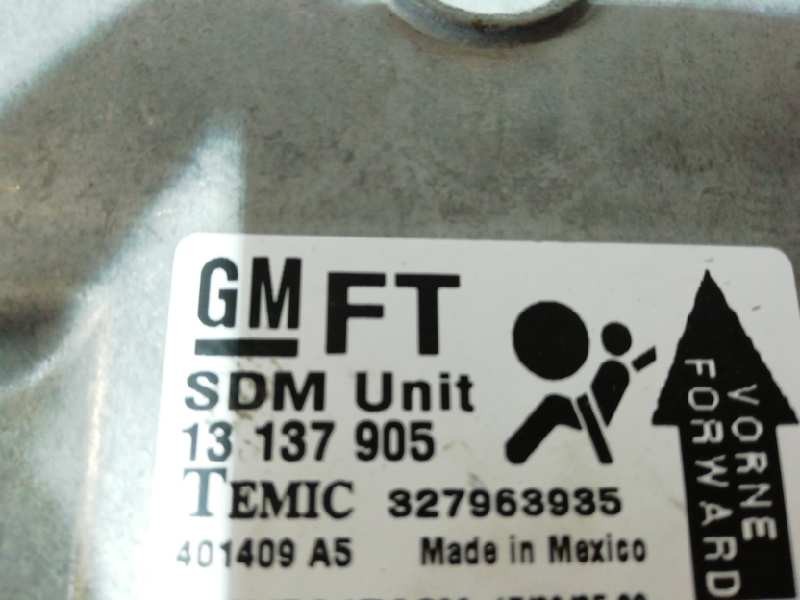 GM FT
SDM Unit
13 137 905
TEMIC 327963935
401409 A5 Made in Mexico
VORNE
FORWARD